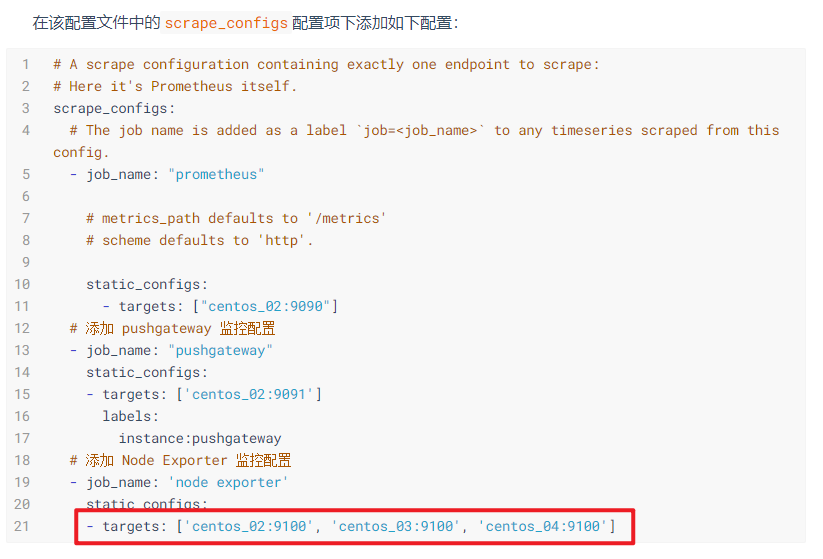 在该配置文件中的 scrape_configs 配置项下添加如下配置：
1 # A scrape configuration containing exactly one endpoint to scrape:
2 # Here it's Prometheus itself.
3 scrape_configs:
4   # The job name is added as a label `job=<job_name>` to any timeseries scraped from this
config.
5   - job_name: "prometheus"
6
7     # metrics_path defaults to '/metrics'
8     # scheme defaults to 'http'.
9
10     static_configs:
11       - targets: ["centos_02:9090"]
12   # 添加 pushgateway 监控配置
13   - job_name: "pushgateway"
14     static_configs:
15     - targets: ['centos_02:9091']
16       labels:
17         instance:pushgateway
18   # 添加 Node Exporter 监控配置
19   - job_name: 'node exporter'
20     static_configs:
21     - targets: ['centos_02:9100', 'centos_03:9100', 'centos_04:9100']